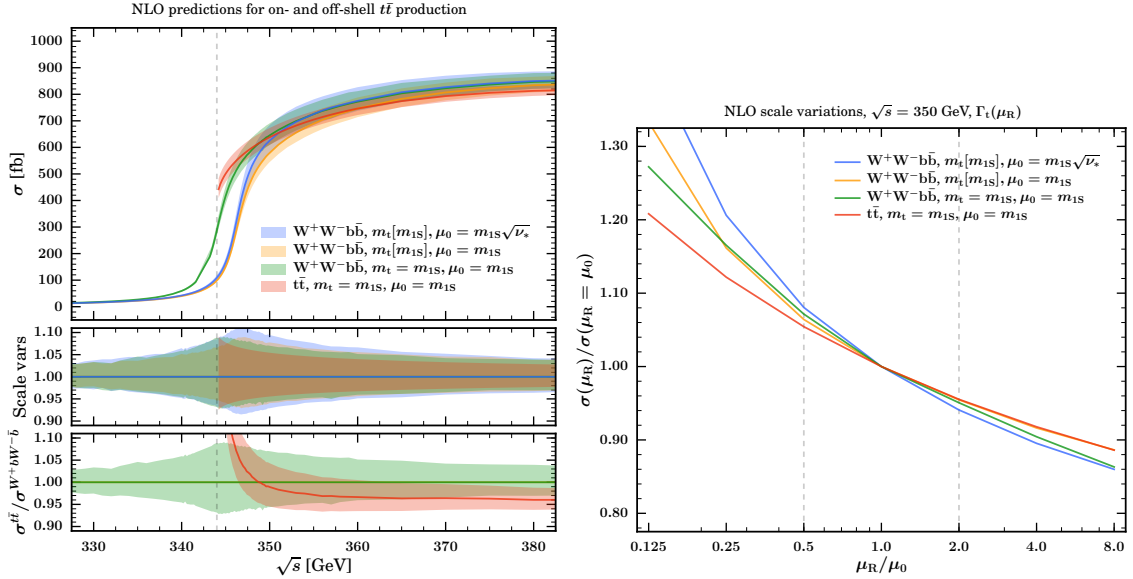 NLO predictions for on- and off-shell tt̄ production
1000
900
800
700
600
500
400
300
200
100
0
σ [fb]
W⁺W⁻bb̄, mₜ[m₁S], μ₀ = m₁S√ν*
W⁺W⁻bb̄, mₜ[m₁S], μ₀ = m₁S
W⁺W⁻bb̄, mₜ = m₁S, μ₀ = m₁S
tt̄, mₜ = m₁S, μ₀ = m₁S
1.10
1.05
1.00
0.95
0.90
Scale vars
1.10
1.05
1.00
0.95
0.90
σ^{tt̄}/σ^{W⁺bW⁻b̄}
330 340 350 360 370 380
√s [GeV]
NLO scale variations, √s = 350 GeV, Γₜ(μR)
W⁺W⁻bb̄, mₜ[m₁S], μ₀ = m₁S√ν*
W⁺W⁻bb̄, mₜ[m₁S], μ₀ = m₁S
W⁺W⁻bb̄, mₜ = m₁S, μ₀ = m₁S
tt̄, mₜ = m₁S, μ₀ = m₁S
1.30
1.20
1.10
1.00
0.90
0.80
σ(μR)/σ(μR = μ₀)
0.125 0.25 0.5 1.0 2.0 4.0 8.0
μR/μ₀